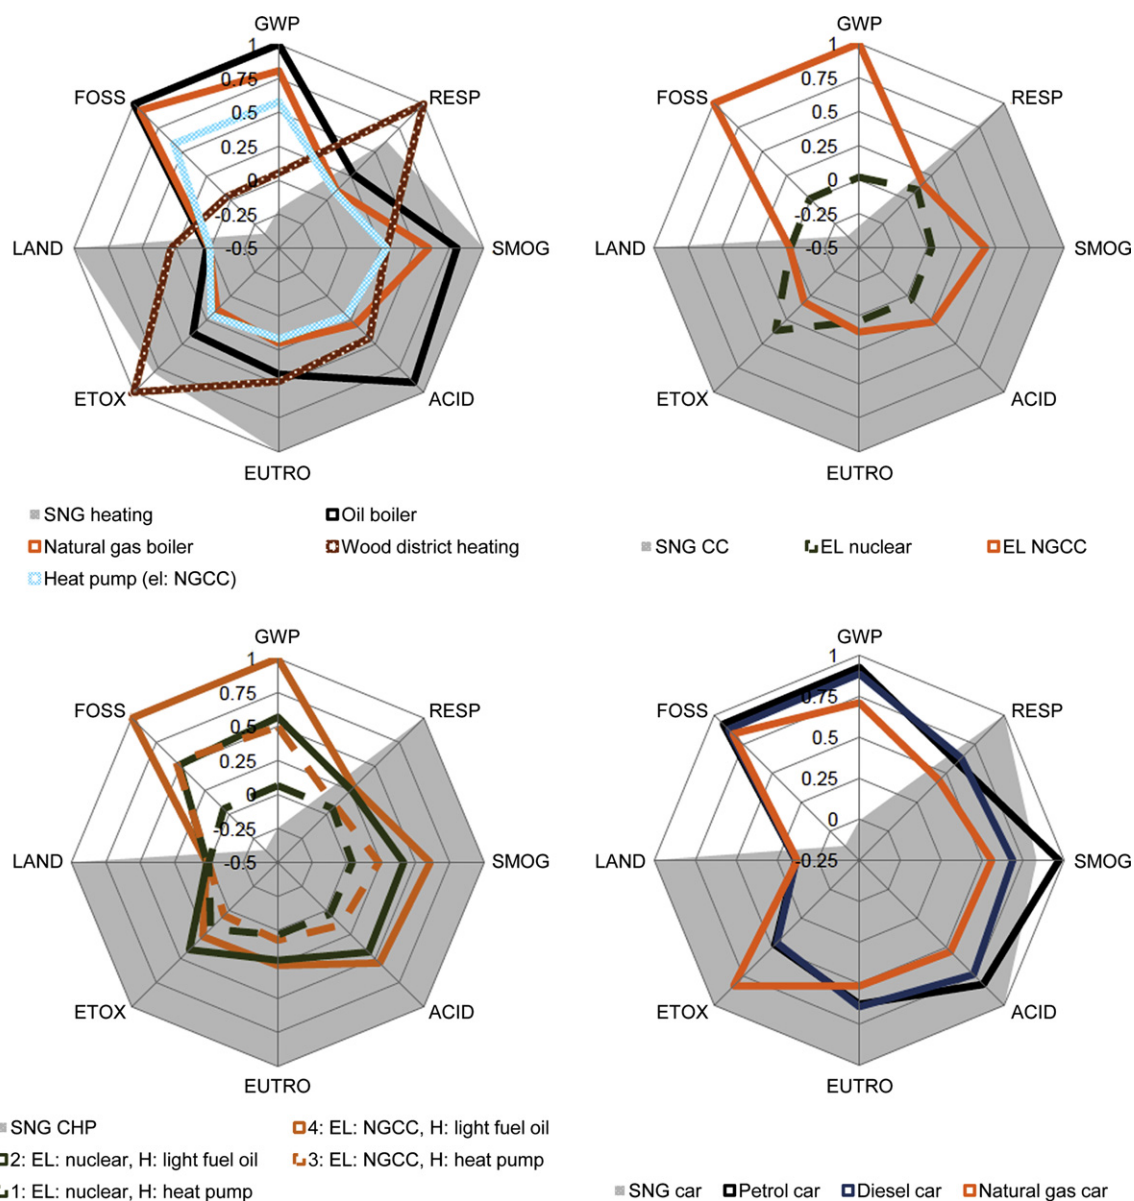 GWP
1
0.75
0.5
0.25
0
-0.25
-0.5
FOSS
RESP
LAND
SMOG
ETOX
ACID
EUTRO
SNG heating
Oil boiler
Natural gas boiler
Wood district heating
Heat pump (el: NGCC)
GWP
1
0.75
0.5
0.25
0
-0.25
-0.5
FOSS
RESP
LAND
SMOG
ETOX
ACID
EUTRO
SNG CC
EL nuclear
EL NGCC
GWP
1
0.75
0.5
0.25
0
-0.25
-0.5
FOSS
RESP
LAND
SMOG
ETOX
ACID
EUTRO
SNG CHP
4: EL: NGCC, H: light fuel oil
2: EL: nuclear, H: light fuel oil
3: EL: NGCC, H: heat pump
1: EL: nuclear, H: heat pump
GWP
1
0.75
0.5
0.25
0
-0.25
FOSS
RESP
LAND
SMOG
ETOX
ACID
EUTRO
SNG car
Petrol car
Diesel car
Natural gas car